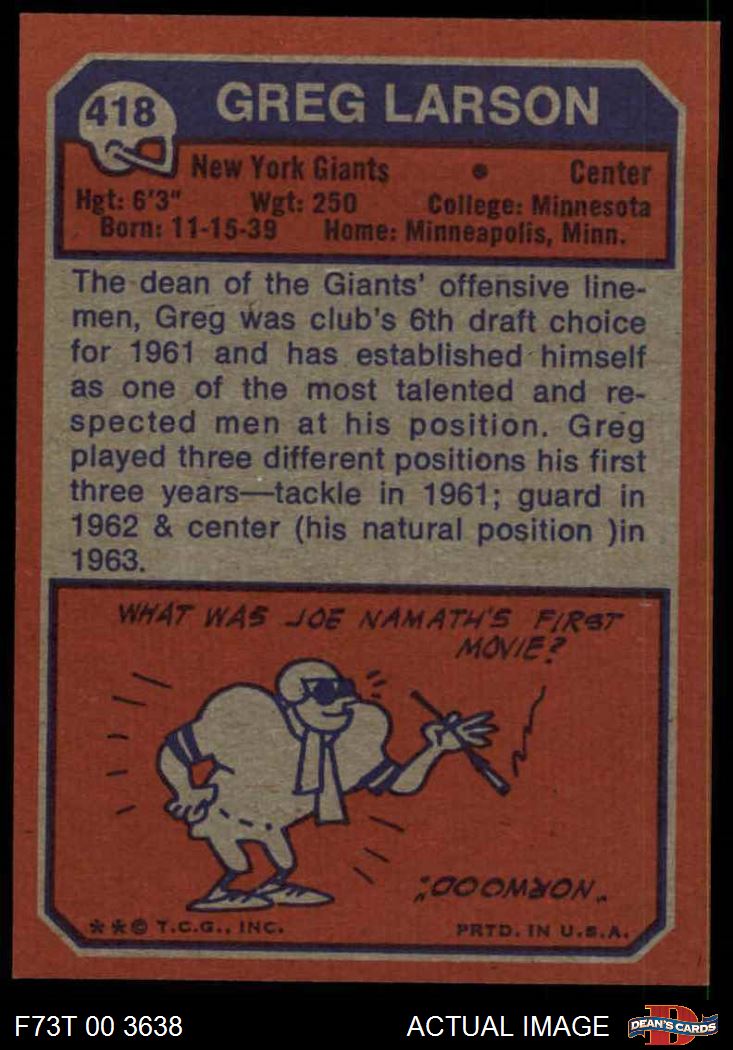 418 GREG LARSON
New York Giants • Center
Hgt: 6'3" Wgt: 250 College: Minnesota
Born: 11-15-39 Home: Minneapolis, Minn.
The dean of the Giants' offensive line-
men, Greg was club's 6th draft choice
for 1961 and has established himself
as one of the most talented and re-
spected men at his position. Greg
played three different positions his first
three years—tackle in 1961; guard in
1962 & center (his natural position )in
1963.
WHAT WAS JOE NAMATH'S FIRST
MOVIE?
"NORWOOD."
**© T.C.G., INC. PRTD. IN U.S.A.
F73T 00 3638 ACTUAL IMAGE D DEAN'S CARDS